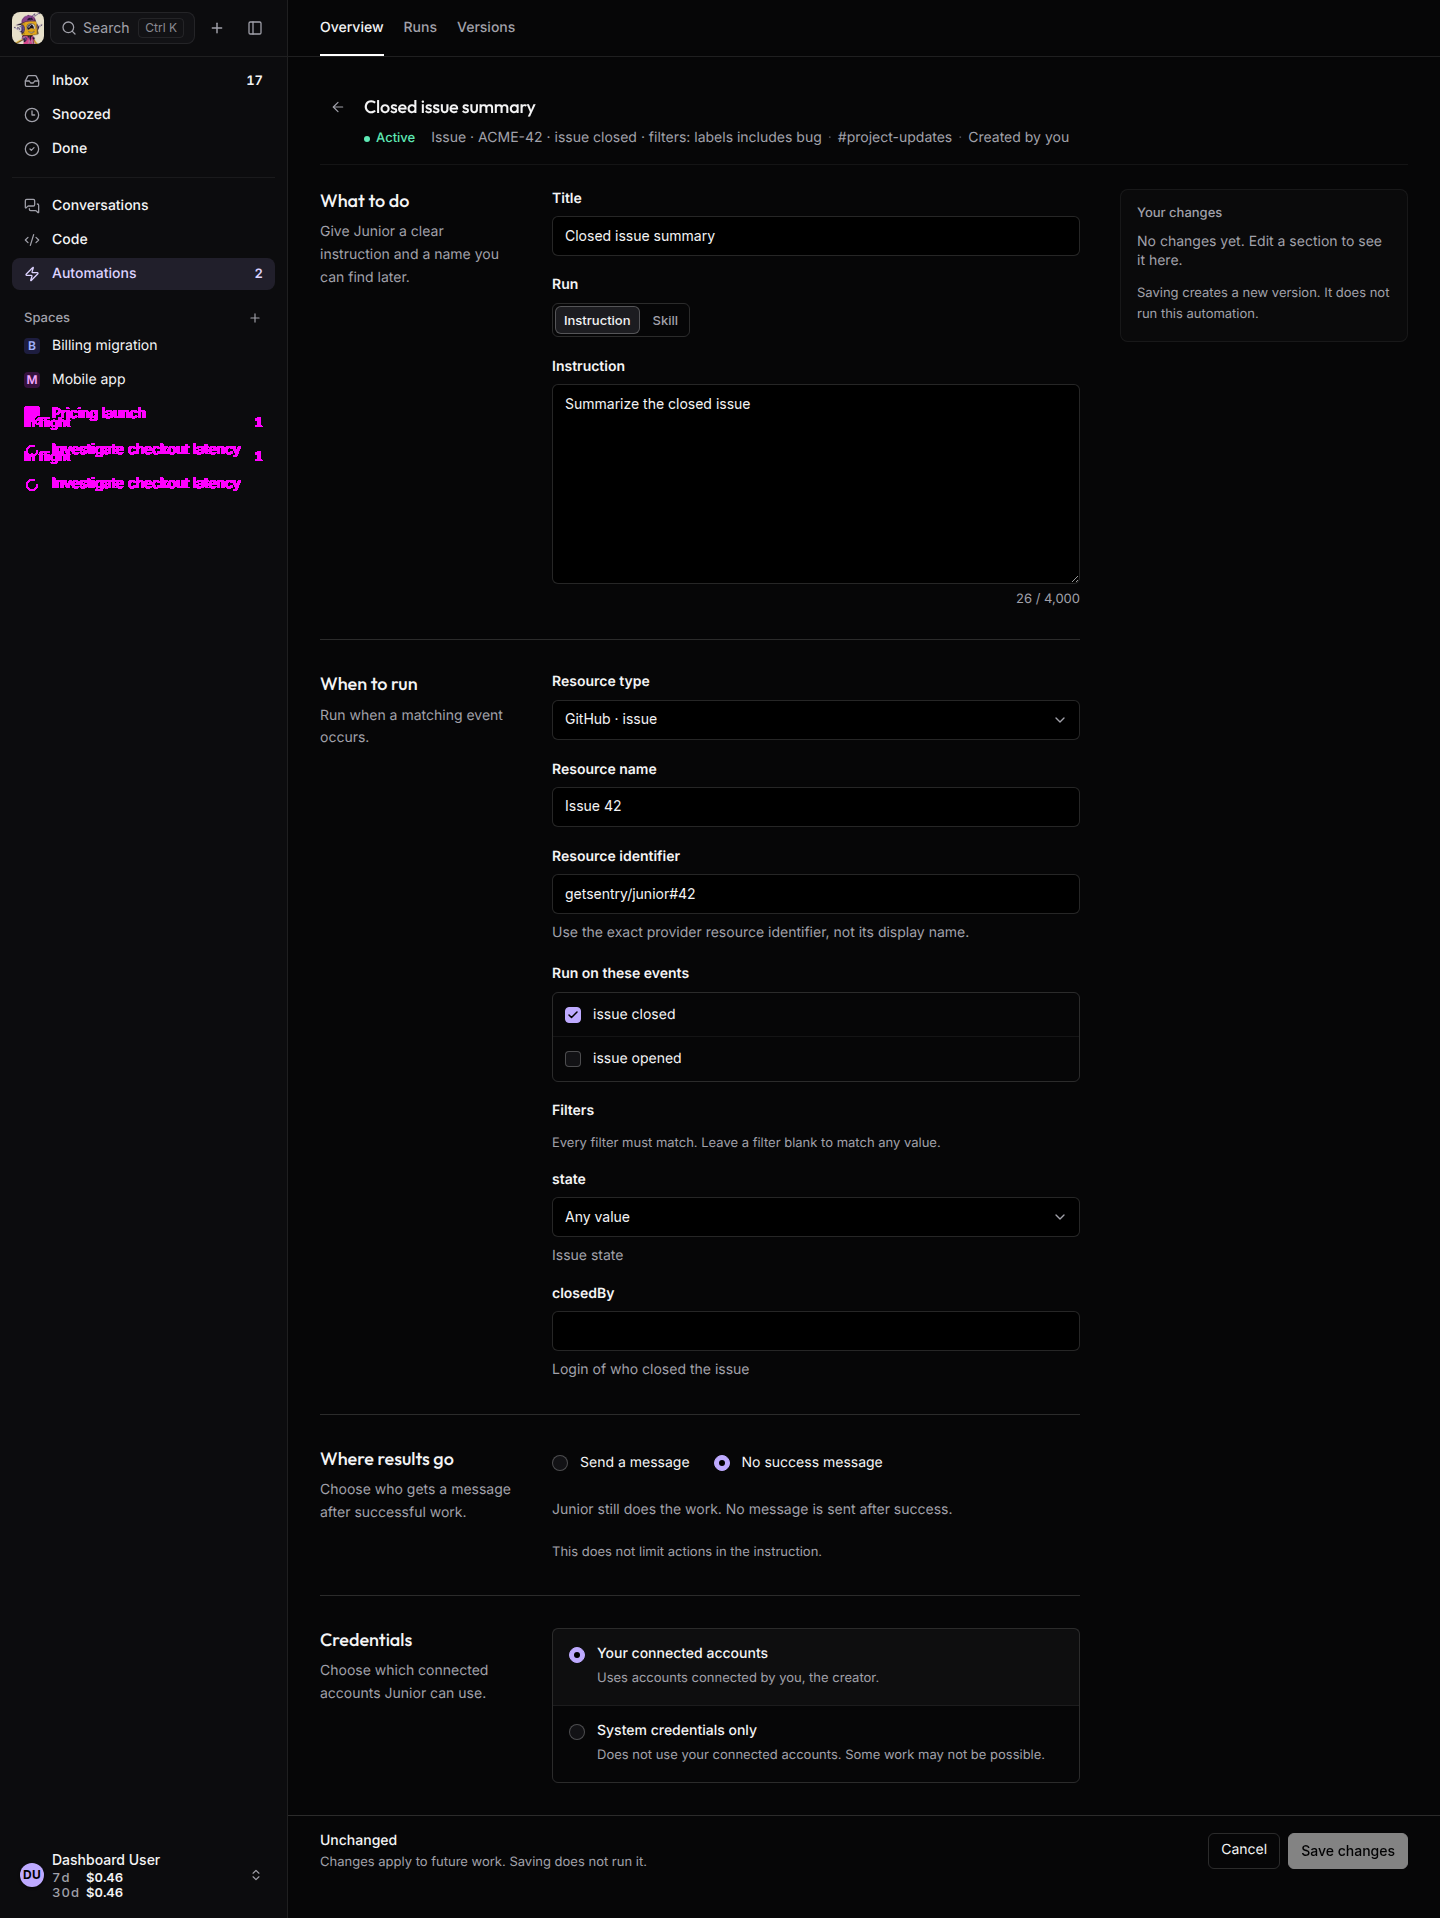 Search Ctrl K
Inbox 17
Snoozed
Done
Conversations
Code
Automations 2
Spaces
B Billing migration
M Mobile app
Pricing launch
In flight 1
Investigate checkout latency
In flight 1
Investigate checkout latency
DU Dashboard User
7d $0.46
30d $0.46
Overview Runs Versions
Closed issue summary
Active Issue · ACME-42 · issue closed · filters: labels includes bug · #project-updates · Created by you
What to do
Give Junior a clear
instruction and a name you
can find later.
Title
Closed issue summary
Run
Instruction Skill
Instruction
Summarize the closed issue
26 / 4,000
Your changes
No changes yet. Edit a section to see
it here.
Saving creates a new version. It does not
run this automation.
When to run
Run when a matching event
occurs.
Resource type
GitHub · issue
Resource name
Issue 42
Resource identifier
getsentry/junior#42
Use the exact provider resource identifier, not its display name.
Run on these events
issue closed
issue opened
Filters
Every filter must match. Leave a filter blank to match any value.
state
Any value
Issue state
closedBy
Login of who closed the issue
Where results go
Choose who gets a message
after successful work.
Send a message No success message
Junior still does the work. No message is sent after success.
This does not limit actions in the instruction.
Credentials
Choose which connected
accounts Junior can use.
Your connected accounts
Uses accounts connected by you, the creator.
System credentials only
Does not use your connected accounts. Some work may not be possible.
Unchanged
Changes apply to future work. Saving does not run it.
Cancel Save changes